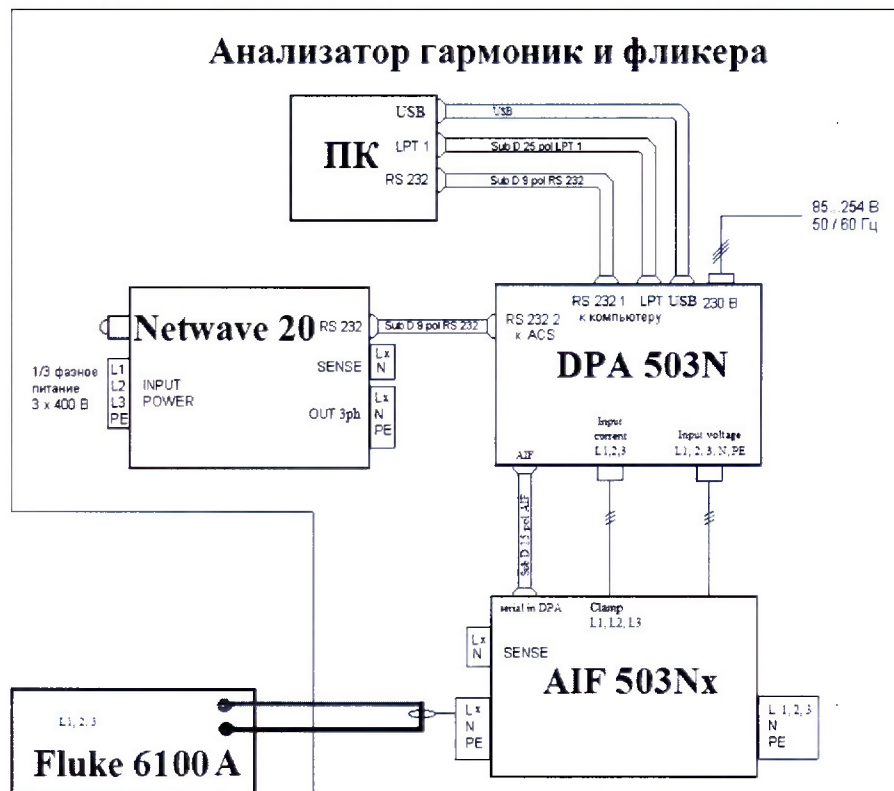 Анализатор гармоник и фликера
ПК
USB
LPT 1
RS 232
USB
Sub D 25 pol LPT 1
Sub D 9 pol RS 232
85...254 В
50 / 60 Гц
Netwave 20
RS 232
SENSE
Lx
N
OUT 3ph
Lx
N
PE
1/3 фазное
питание
3 x 400 В
L1
L2
L3
PE
INPUT
POWER
Sub D 9 pol RS 232
RS 232 1
к компьютеру
LPT
USB
230 В
RS 232 2
к ACS
DPA 503N
AIF
Input
current
L1,2,3
Input voltage
L1, 2, 3, N, PE
Sub D 15 pol AIF
serial in DPA
Clamp
L1, L2, L3
Lx
N
SENSE
AIF 503Nx
Lx
N
PE
L 1, 2, 3
N
PE
L1, 2, 3
Fluke 6100 A